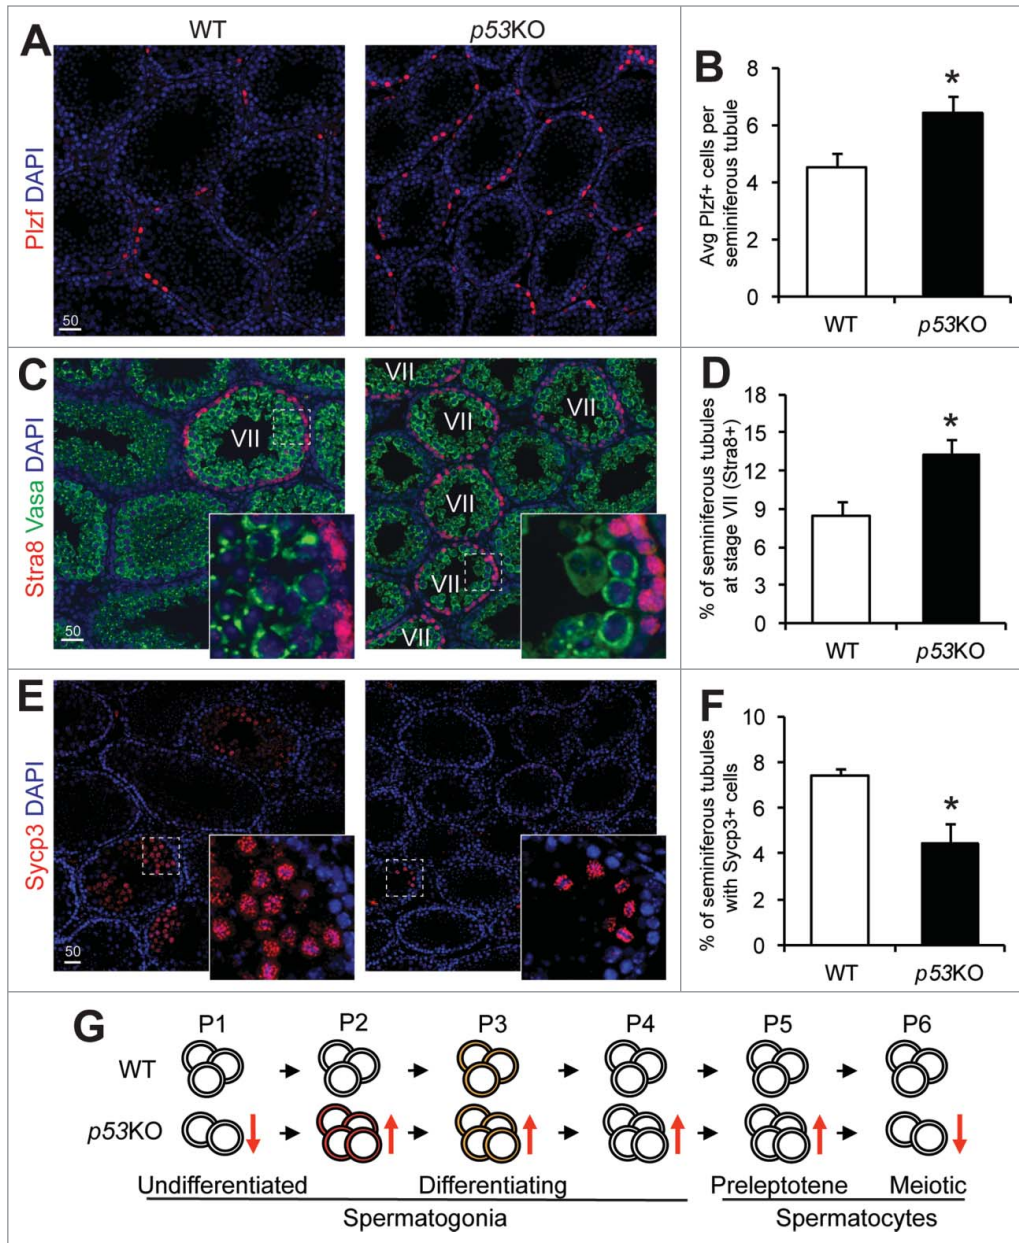 WT
p53KO
A
Plzf DAPI
50
B
8
6
4
2
0
Avg Plzf+ cells per
seminiferous tubule
*
WT
p53KO
C
Stra8 Vasa DAPI
VII
50
VII
VII
VII
VII
VII
VII
D
18
15
12
9
6
3
0
% of seminiferous tubules
at stage VII (Stra8+)
*
WT
p53KO
E
Sycp3 DAPI
50
F
10
8
6
4
2
0
% of seminiferous tubules
with Sycp3+ cells
*
WT
p53KO
G
P1 P2 P3 P4 P5 P6
WT
p53KO
Undifferentiated Differentiating Preleptotene Meiotic
Spermatogonia Spermatocytes